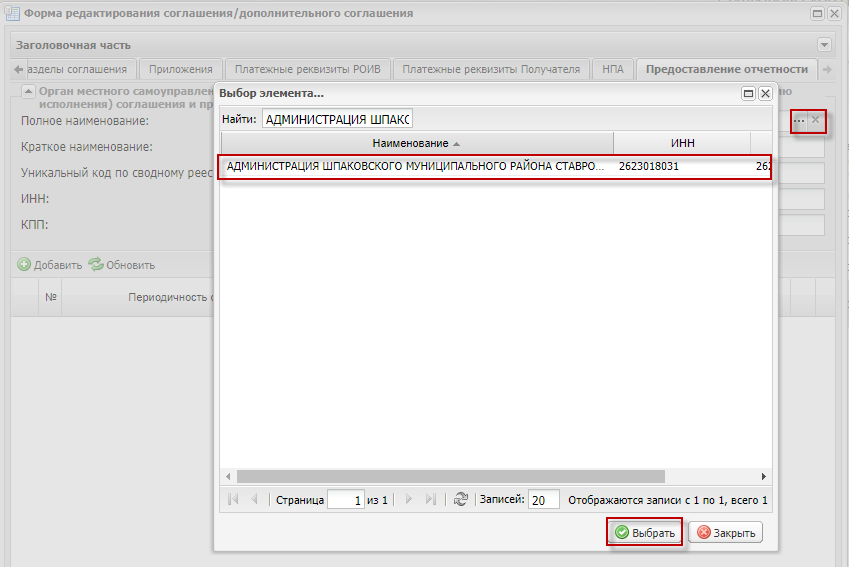 Форма редактирования соглашения/дополнительного соглашения
Заголовочная часть
азделы соглашения Приложения Платежные реквизиты РОИВ Платежные реквизиты Получателя НПА Предоставление отчетности
Орган местного самоуправлен
исполнения) соглашения и пр
Полное наименование:
Краткое наименование:
Уникальный код по сводному реес
ИНН:
КПП:
Добавить Обновить
№ Периодичность
Выбор элемента...
Найти: АДМИНИСТРАЦИЯ ШПАКО
Наименование ИНН
АДМИНИСТРАЦИЯ ШПАКОВСКОГО МУНИЦИПАЛЬНОГО РАЙОНА СТАВРО... 2623018031 262
Страница 1 из 1 Записей: 20 Отображаются записи с 1 по 1, всего 1
Выбрать Закрыть